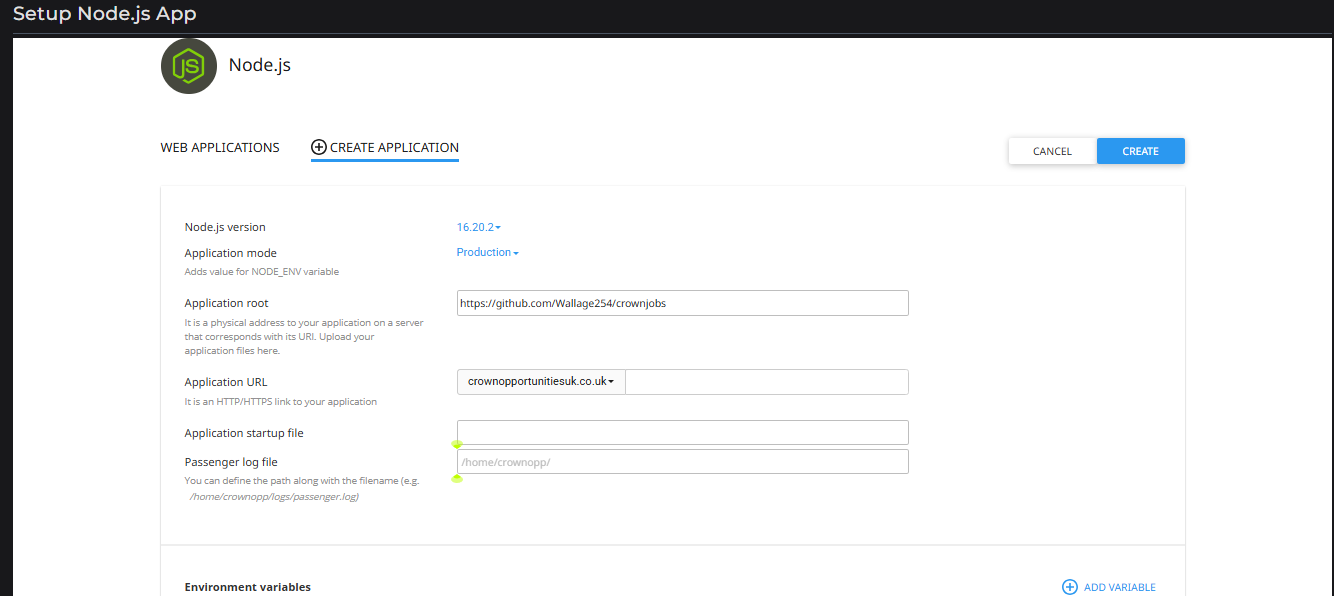 Setup Node.js App
JS
Node.js
WEB APPLICATIONS
CREATE APPLICATION
CANCEL
CREATE
Node.js version
16.20.2
Application mode
Production
Adds value for NODE_ENV variable
Application root
https://github.com/Wallage254/crownjobs
It is a physical address to your application on a server
that corresponds with its URI. Upload your
application files here.
Application URL
crownopportunitiesuk.co.uk
It is an HTTP/HTTPS link to your application
Application startup file
Passenger log file
/home/crownopp/
You can define the path along with the filename (e.g.
/home/crownopp/logs/passenger.log)
Environment variables
ADD VARIABLE